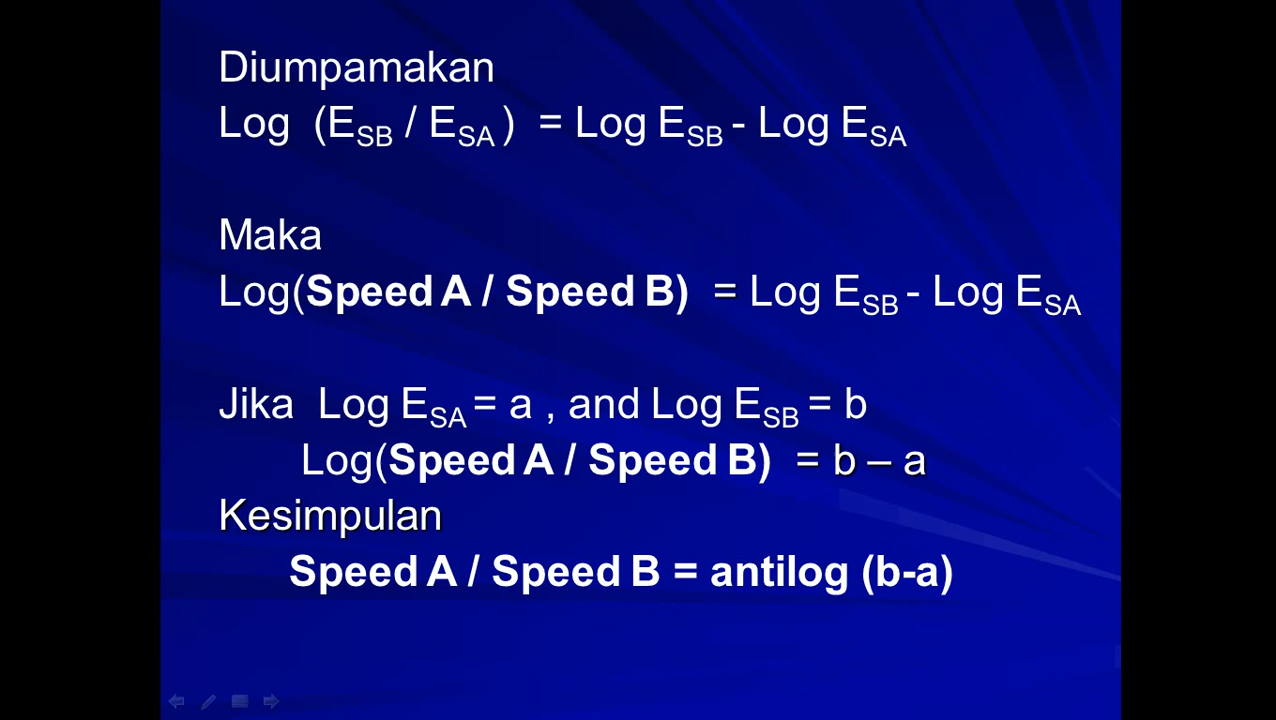 Diumpamakan
Log (ESB / ESA ) = Log ESB - Log ESA
Maka
Log(Speed A / Speed B) = Log ESB - Log ESA
Jika Log ESA = a , and Log ESB = b
Log(Speed A / Speed B) = b – a
Kesimpulan
Speed A / Speed B = antilog (b-a)